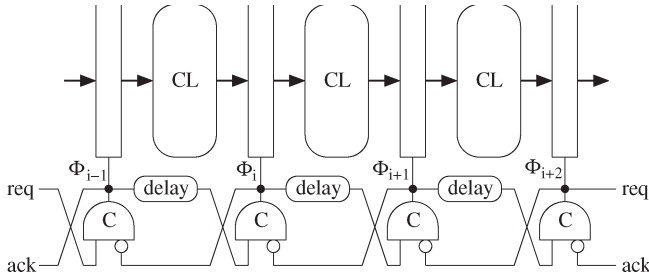 CL CL CL
Φi−1 Φi Φi+1 Φi+2
req delay delay delay req
C C C C
ack ack